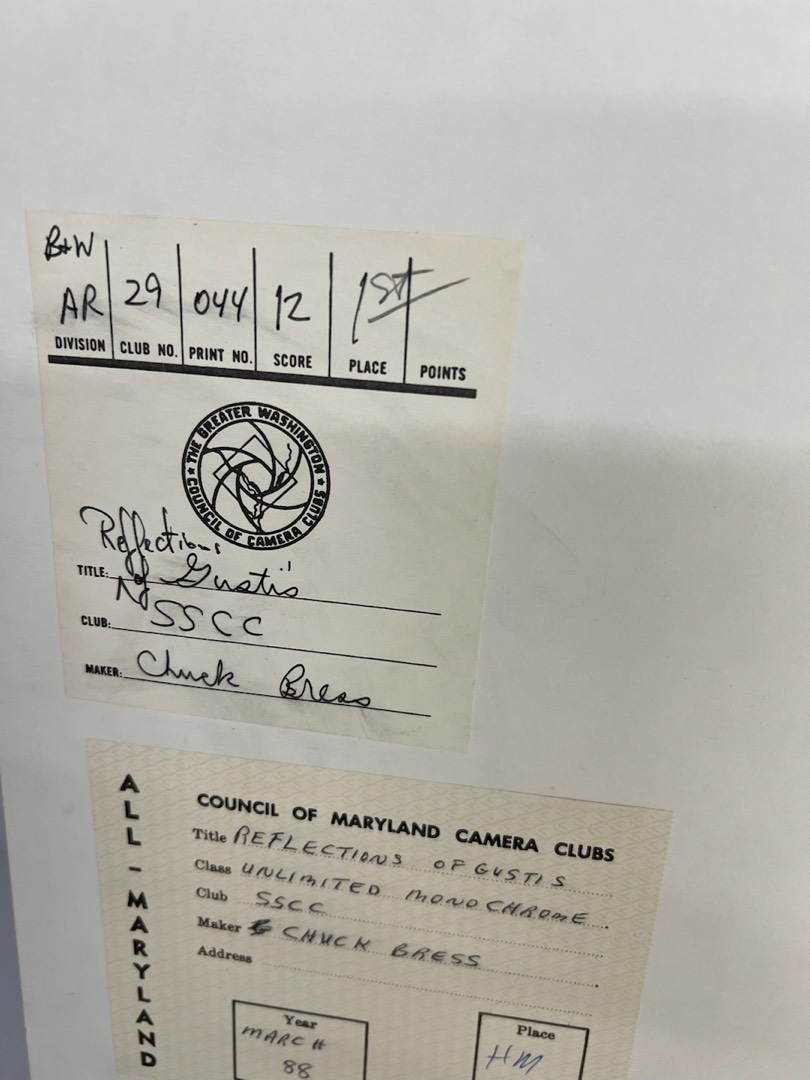 B+W
AR 29 044 12 1ST
DIVISION CLUB NO. PRINT NO. SCORE PLACE POINTS
★ THE GREATER WASHINGTON ★ COUNCIL OF CAMERA CLUBS
Reflections
TITLE: of Gusti's
CLUB: N SSCC
MAKER: Chuck Bress
ALL-MARYLAND
COUNCIL OF MARYLAND CAMERA CLUBS
Title REFLECTIONS OF GUSTIS
Class UNLIMITED MONOCHROME.
Club SSCC
Maker CHUCK BRESS
Address
Year Place
MARCH HM
88